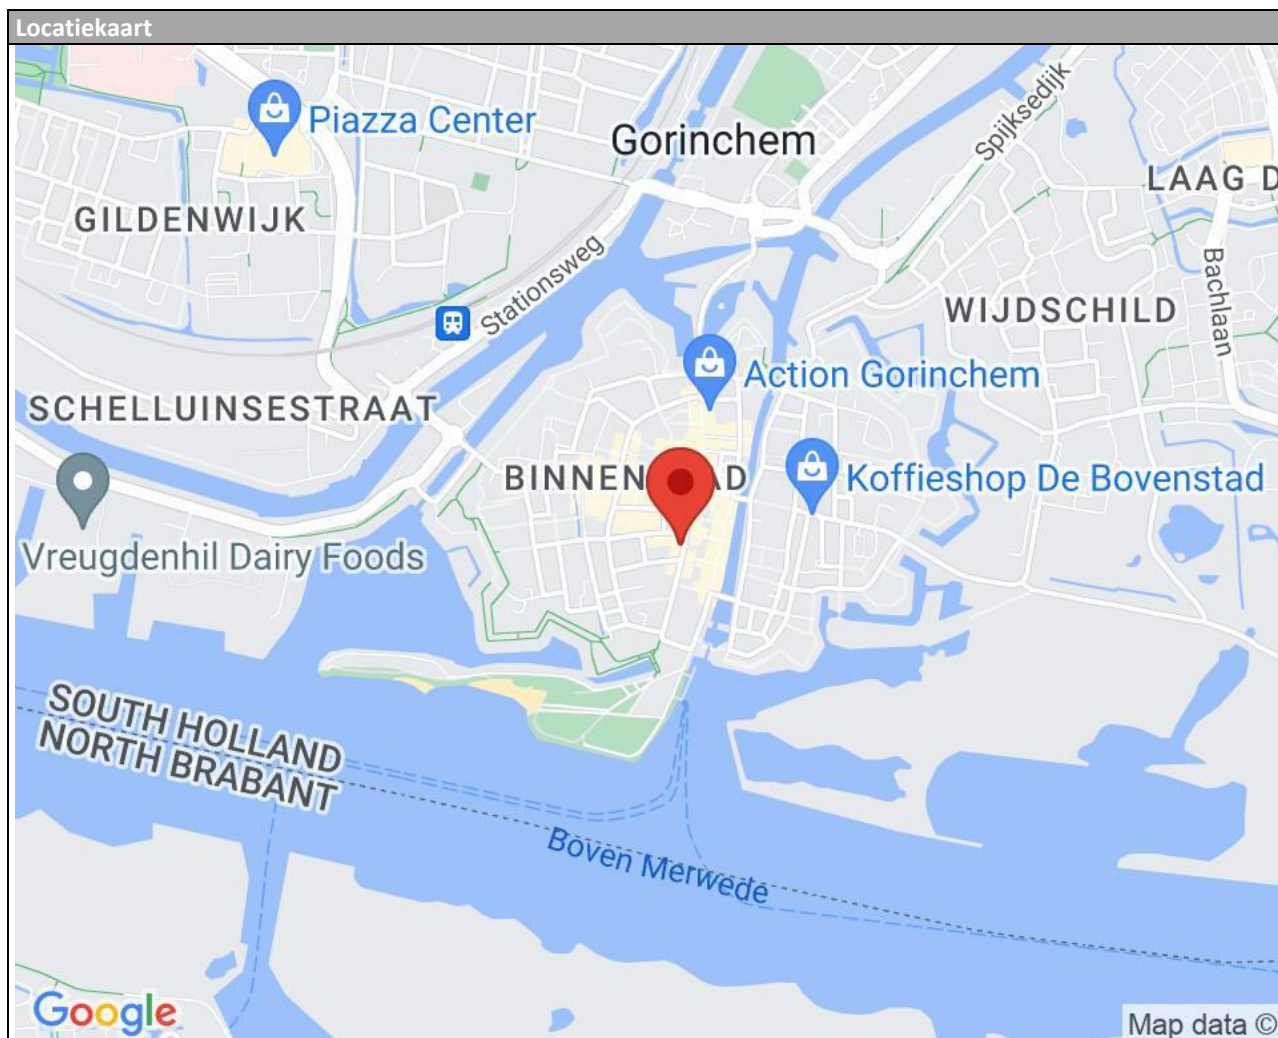 Locatiekaart
Piazza Center
Gorinchem
Spijksedijk
LAAG D
GILDENWIJK
Stationsweg
Bachlaan
WIJDSCHILD
Action Gorinchem
SCHELLUINSESTRAAT
BINNEN AD
Koffieshop De Bovenstad
Vreugdenhil Dairy Foods
SOUTH HOLLAND
NORTH BRABANT
Boven Merwede
Google
Map data ©